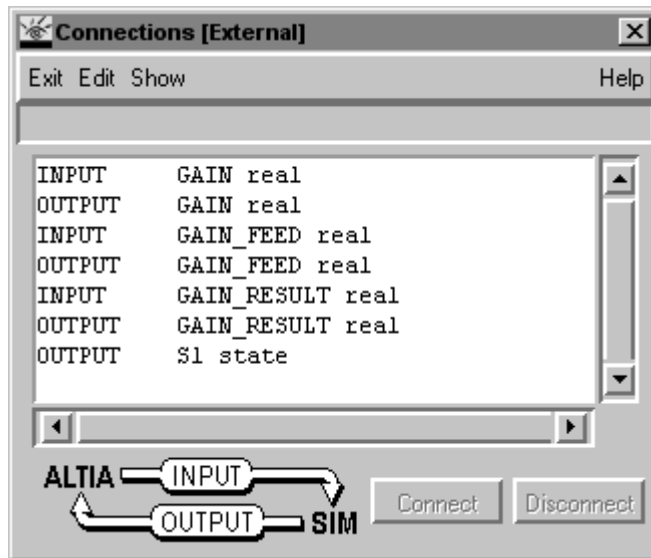 Connections [External]
Exit Edit Show Help
INPUT GAIN real
OUTPUT GAIN real
INPUT GAIN_FEED real
OUTPUT GAIN_FEED real
INPUT GAIN_RESULT real
OUTPUT GAIN_RESULT real
OUTPUT S1 state
ALTIA INPUT
OUTPUT SIM
Connect Disconnect